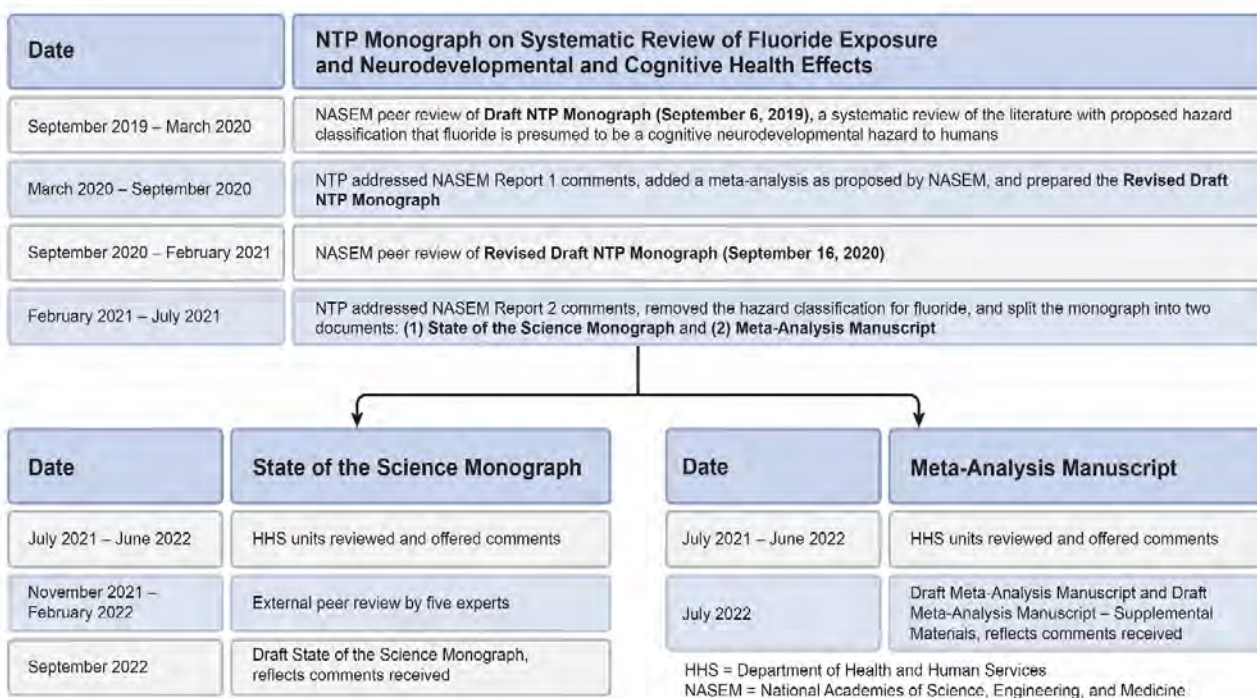 Date
NTP Monograph on Systematic Review of Fluoride Exposure
and Neurodevelopmental and Cognitive Health Effects
September 2019 – March 2020
NASEM peer review of Draft NTP Monograph (September 6, 2019), a systematic review of the literature with proposed hazard
classification that fluoride is presumed to be a cognitive neurodevelopmental hazard to humans
March 2020 – September 2020
NTP addressed NASEM Report 1 comments, added a meta-analysis as proposed by NASEM, and prepared the Revised Draft
NTP Monograph
September 2020 – February 2021
NASEM peer review of Revised Draft NTP Monograph (September 16, 2020)
February 2021 – July 2021
NTP addressed NASEM Report 2 comments, removed the hazard classification for fluoride, and split the monograph into two
documents: (1) State of the Science Monograph and (2) Meta-Analysis Manuscript
Date
State of the Science Monograph
July 2021 – June 2022
HHS units reviewed and offered comments
November 2021 –
February 2022
External peer review by five experts
September 2022
Draft State of the Science Monograph,
reflects comments received
Date
Meta-Analysis Manuscript
July 2021 – June 2022
HHS units reviewed and offered comments
July 2022
Draft Meta-Analysis Manuscript and Draft
Meta-Analysis Manuscript – Supplemental
Materials, reflects comments received
HHS = Department of Health and Human Services
NASEM = National Academies of Science, Engineering, and Medicine